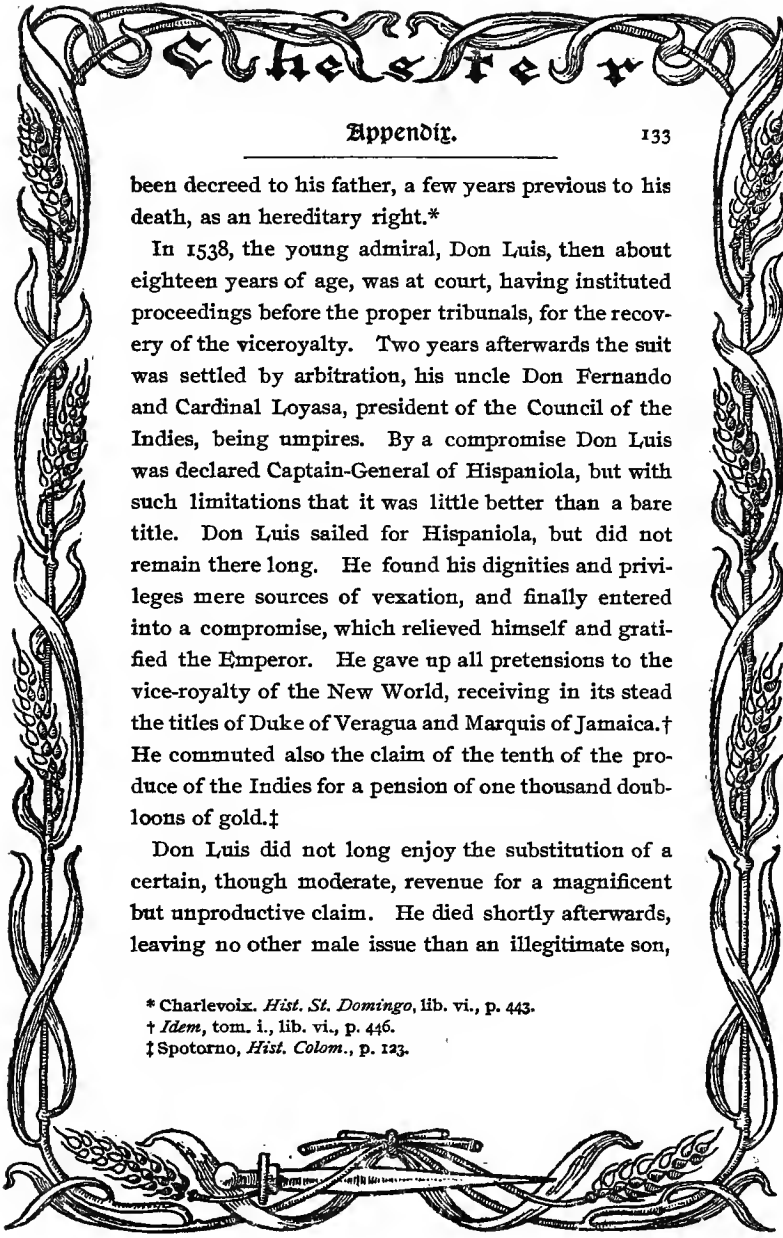 Chester
Appendix. 133
been decreed to his father, a few years previous to his
death, as an hereditary right.*
In 1538, the young admiral, Don Luis, then about
eighteen years of age, was at court, having instituted
proceedings before the proper tribunals, for the recov-
ery of the viceroyalty. Two years afterwards the suit
was settled by arbitration, his uncle Don Fernando
and Cardinal Loyasa, president of the Council of the
Indies, being umpires. By a compromise Don Luis
was declared Captain-General of Hispaniola, but with
such limitations that it was little better than a bare
title. Don Luis sailed for Hispaniola, but did not
remain there long. He found his dignities and privi-
leges mere sources of vexation, and finally entered
into a compromise, which relieved himself and grati-
fied the Emperor. He gave up all pretensions to the
vice-royalty of the New World, receiving in its stead
the titles of Duke of Veragua and Marquis of Jamaica.†
He commuted also the claim of the tenth of the pro-
duce of the Indies for a pension of one thousand doub-
loons of gold.‡
Don Luis did not long enjoy the substitution of a
certain, though moderate, revenue for a magnificent
but unproductive claim. He died shortly afterwards,
leaving no other male issue than an illegitimate son,
* Charlevoix. Hist. St. Domingo, lib. vi., p. 443.
† Idem, tom. i., lib. vi., p. 446.
‡ Spotorno, Hist. Colom., p. 123.